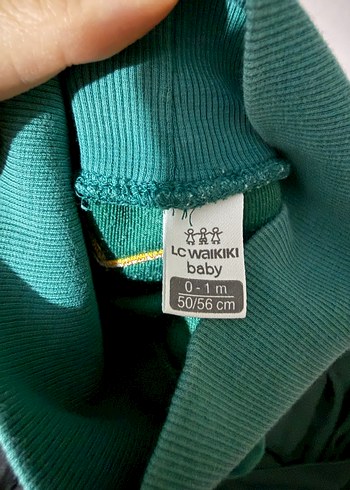 LC WAIKIKI
baby
0 - 1 m
50/56 cm